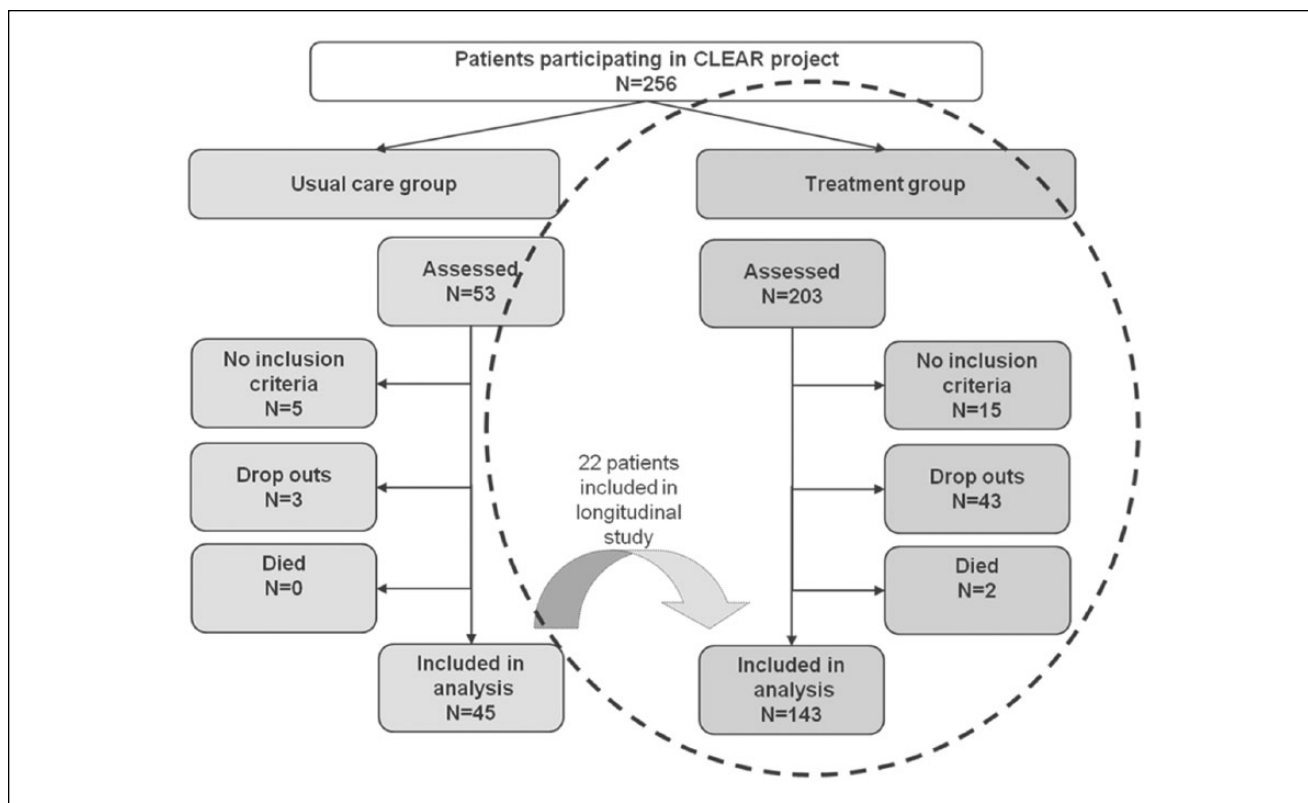 Patients participating in CLEAR project
N=256
Usual care group
Treatment group
Assessed
N=53
Assessed
N=203
No inclusion
criteria
N=5
No inclusion
criteria
N=15
Drop outs
N=3
22 patients
included in
longitudinal
study
Drop outs
N=43
Died
N=0
Died
N=2
Included in
analysis
N=45
Included in
analysis
N=143